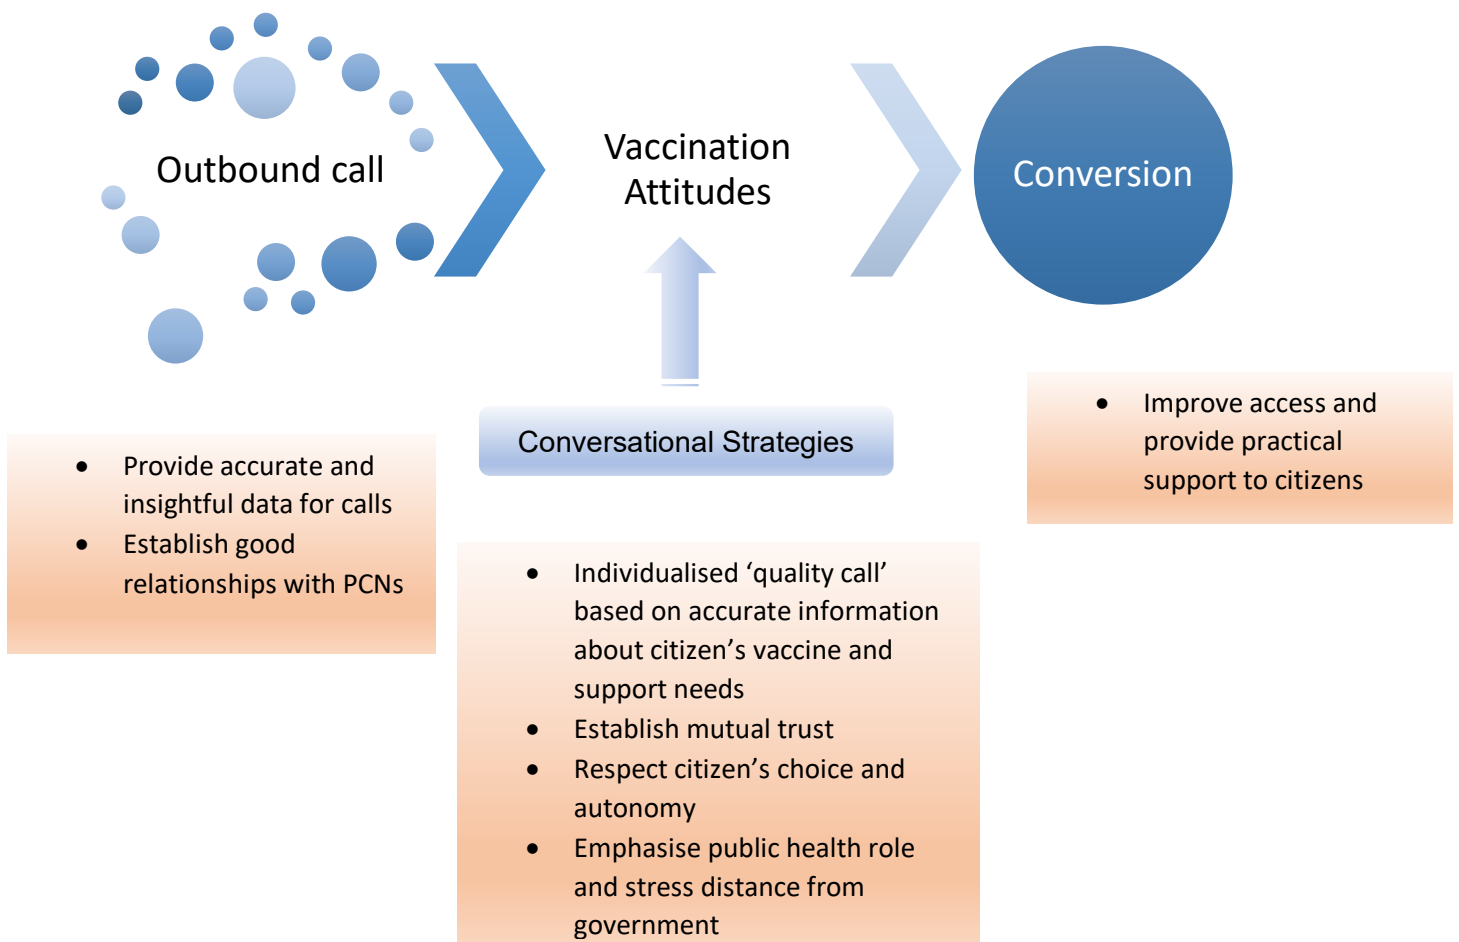 Outbound call
Vaccination
Attitudes
Conversion
Conversational Strategies
• Provide accurate and
insightful data for calls
• Establish good
relationships with PCNs
• Individualised ‘quality call’
based on accurate information
about citizen’s vaccine and
support needs
• Establish mutual trust
• Respect citizen’s choice and
autonomy
• Emphasise public health role
and stress distance from
government
• Improve access and
provide practical
support to citizens